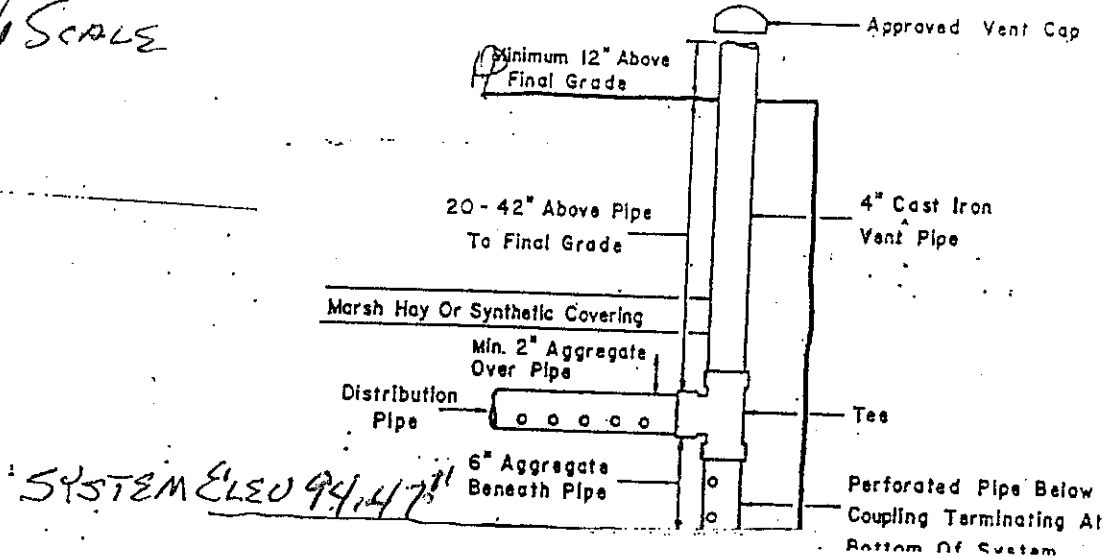 Scale
Approved Vent Cap
Minimum 12" Above
Final Grade
20 - 42" Above Pipe
To Final Grade
4" Cast Iron
Vent Pipe
Marsh Hay Or Synthetic Covering
Min. 2" Aggregate
Over Pipe
Distribution
Pipe
Tee
6" Aggregate
Beneath Pipe
SYSTEM ELEV 94.47"
Perforated Pipe Below
Coupling Terminating At
Bottom Of System